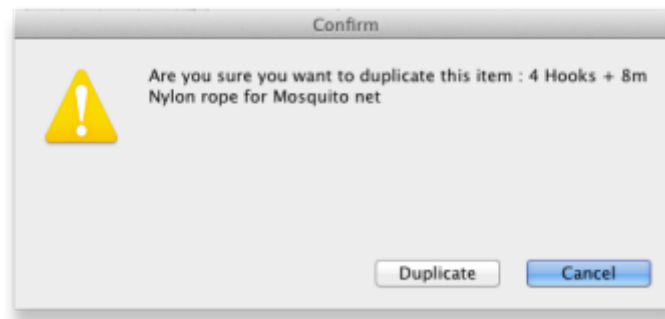 Confirm
Are you sure you want to duplicate this item : 4 Hooks + 8m
Nylon rope for Mosquito net
Duplicate
Cancel